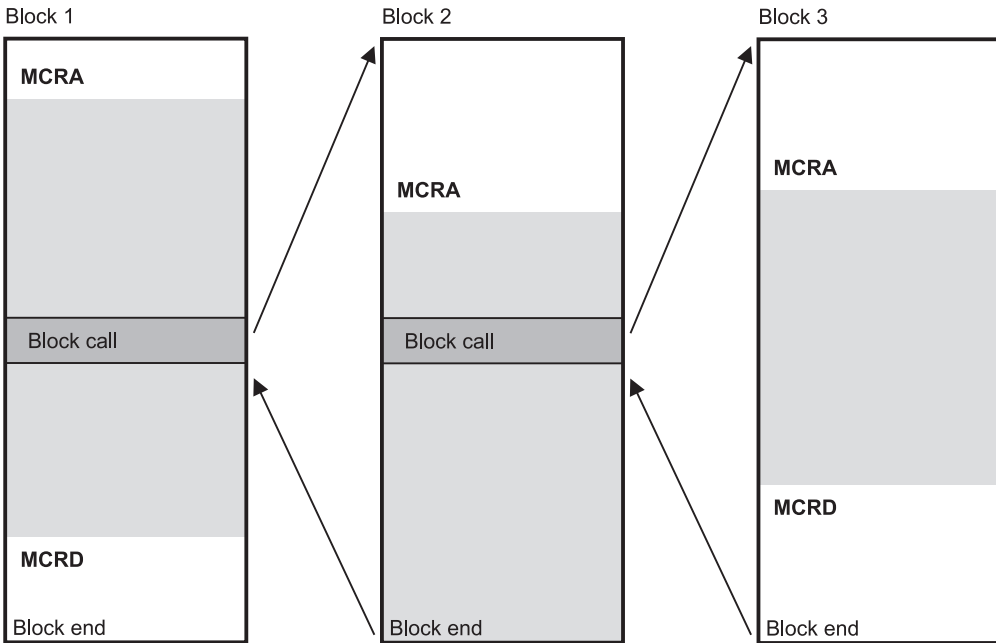 Block 1
MCRA
Block call
MCRD
Block end
Block 2
MCRA
Block call
Block end
Block 3
MCRA
MCRD
Block end